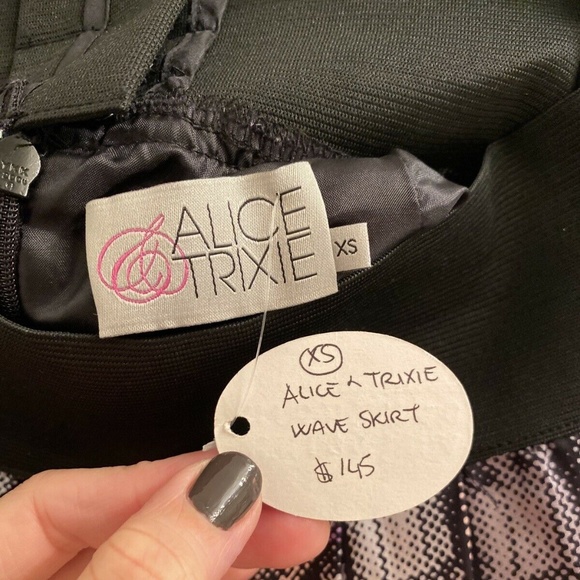 ALICE
& TRIXIE
XS
XS
ALICE & TRIXIE
WAVE SKIRT
$145